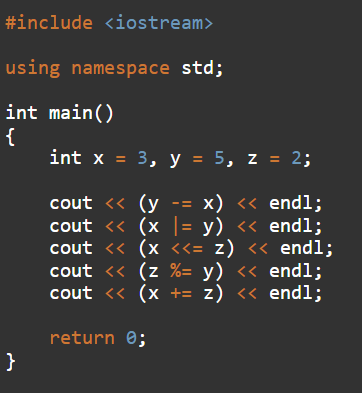 #include <iostream>
using namespace std;
int main()
{
int x = 3, y = 5, z = 2;
cout << (y -= x) << endl;
cout << (x |= y) << endl;
cout << (x <<= z) << endl;
cout << (z %= y) << endl;
cout << (x += z) << endl;
return 0;
}